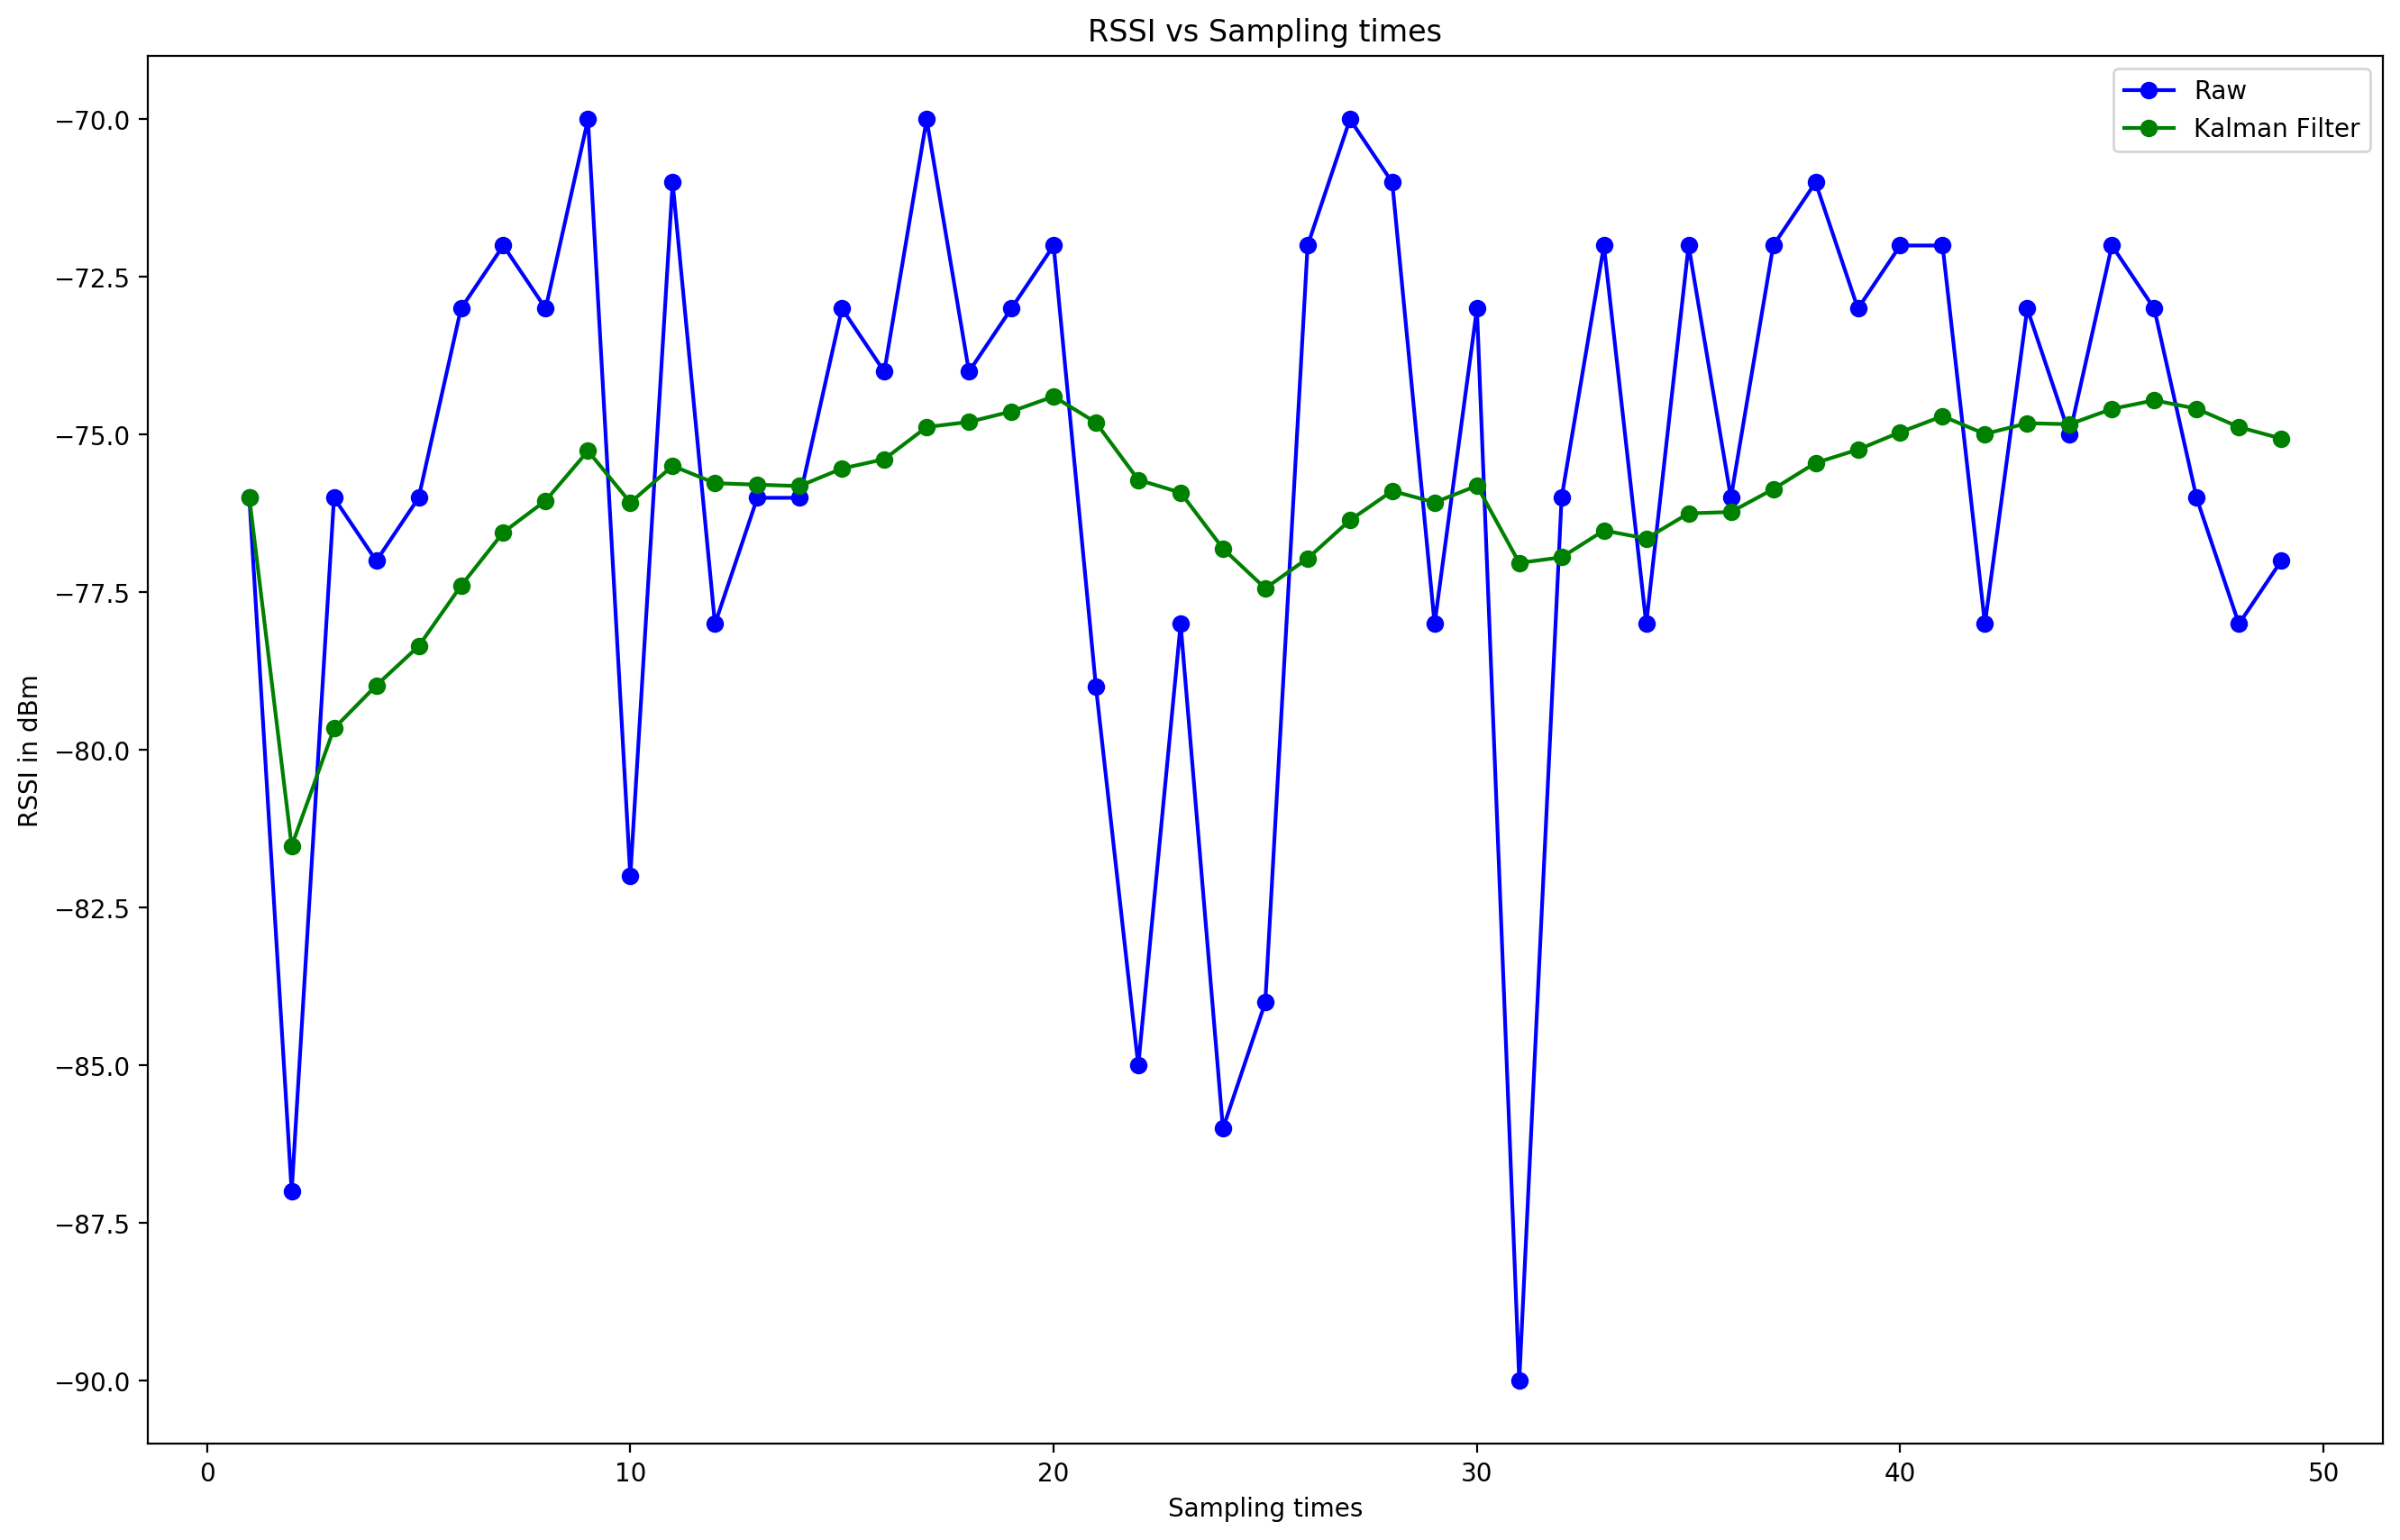 RSSI vs Sampling times
Raw
Kalman Filter
−70.0
−72.5
−75.0
−77.5
−80.0
−82.5
−85.0
−87.5
−90.0
RSSI in dBm
0 10 20 30 40 50
Sampling times